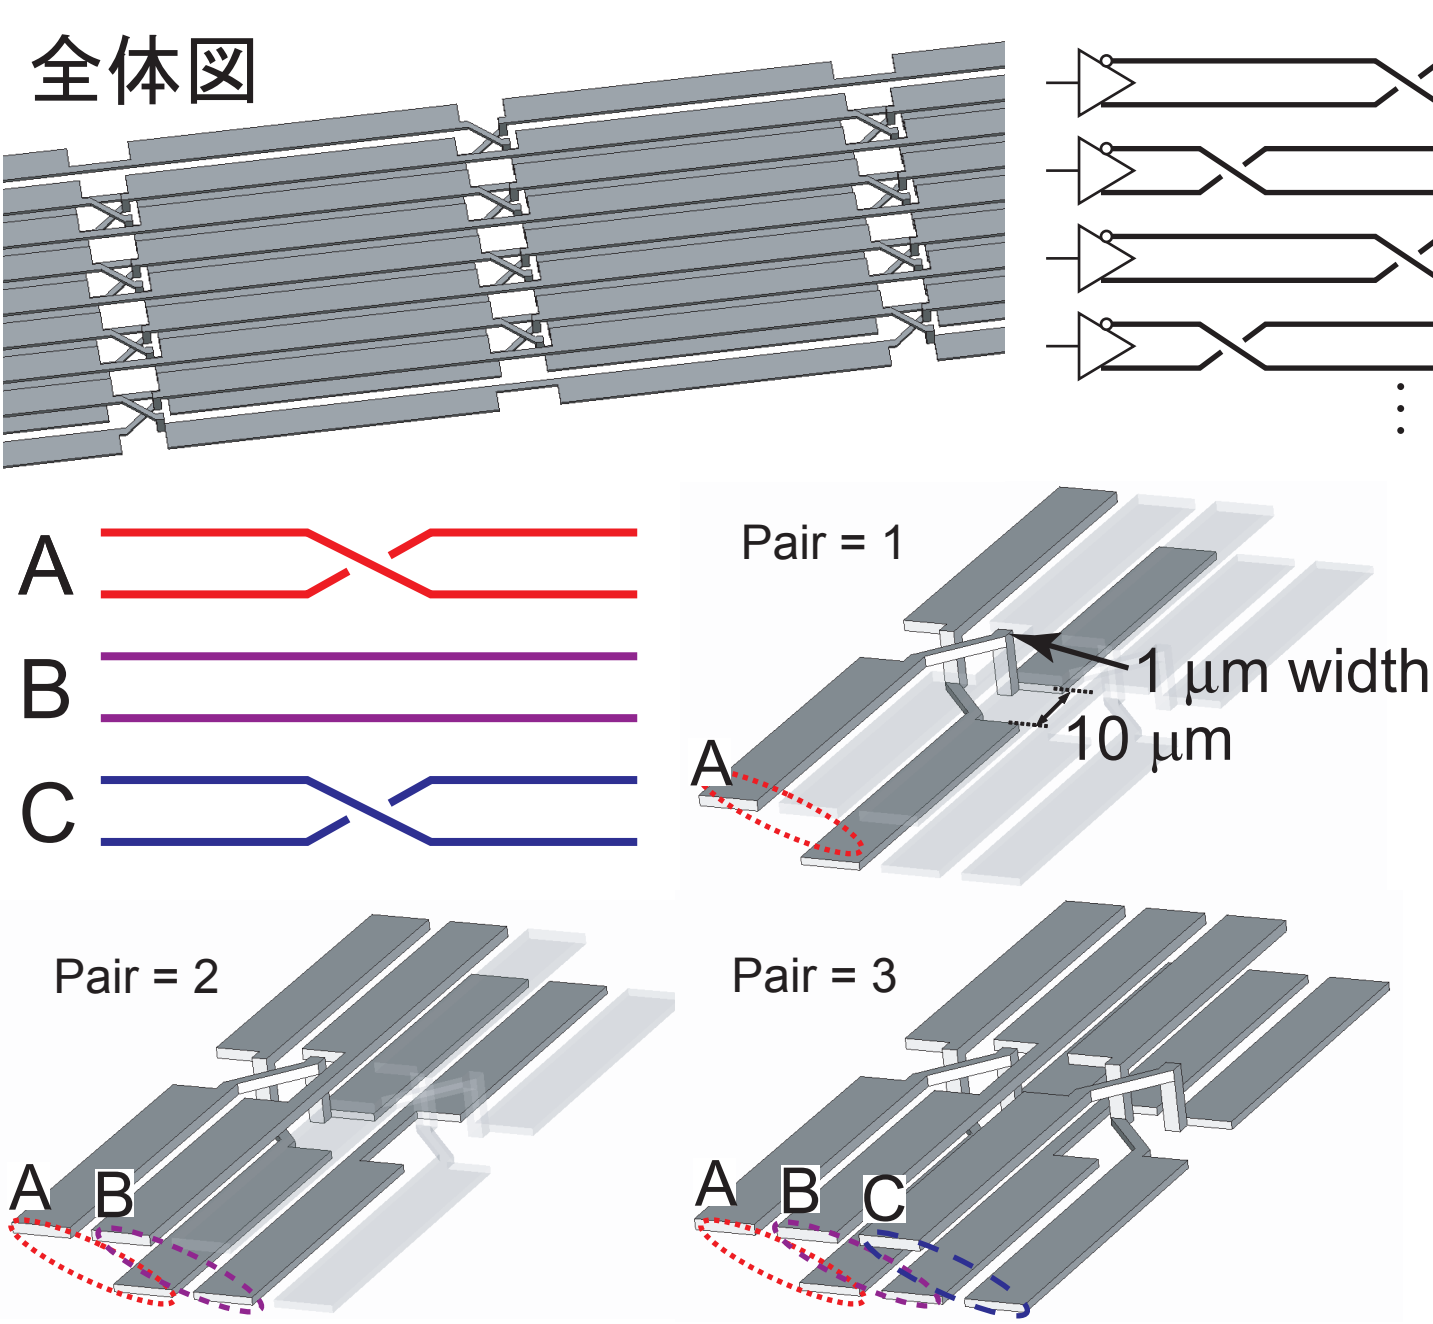 全体図
A
B
C
Pair = 1
1 μm width
10 μm
A
Pair = 2
A
B
Pair = 3
A
B
C